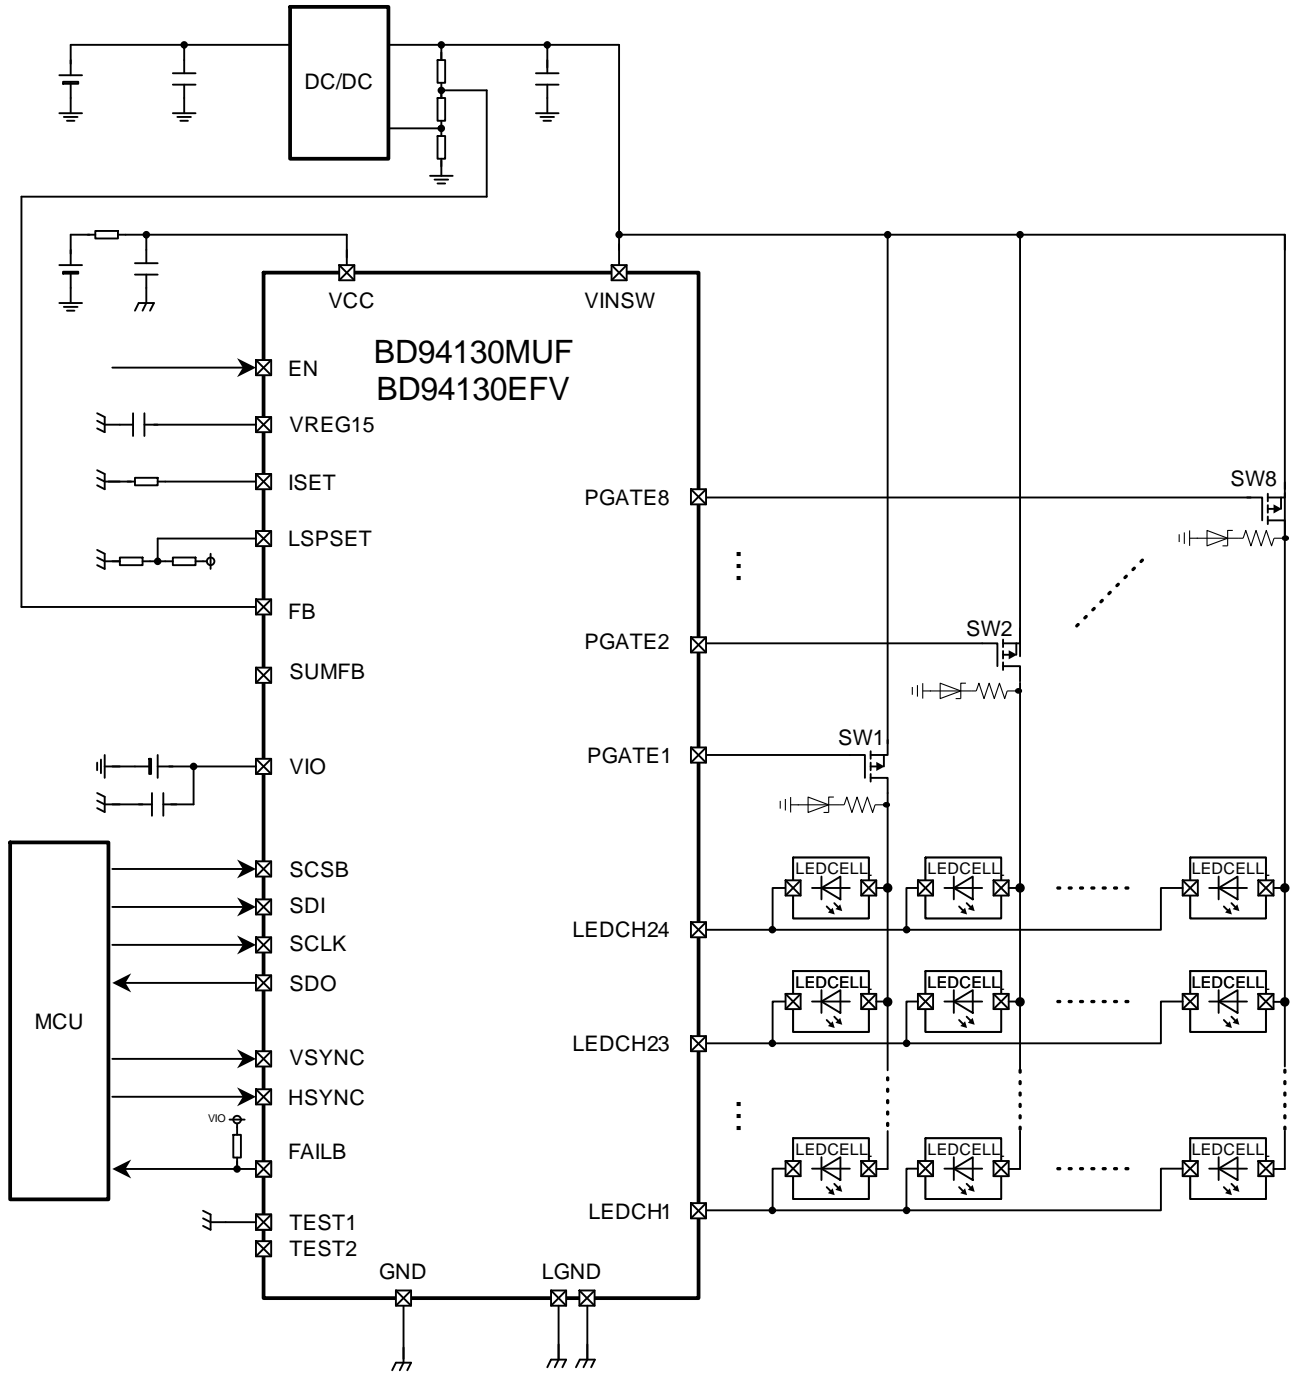 DC/DC
VCC
VINSW
BD94130MUF
BD94130EFV
EN
VREG15
ISET
LSPSET
FB
SUMFB
VIO
SCSB
SDI
SCLK
SDO
MCU
VSYNC
HSYNC
VIO
FAILB
TEST1
TEST2
GND
LGND
PGATE8
SW8
PGATE2
SW2
PGATE1
SW1
LEDCELL LEDCELL LEDCELL
LEDCH24
LEDCELL LEDCELL LEDCELL
LEDCH23
LEDCELL LEDCELL LEDCELL
LEDCH1